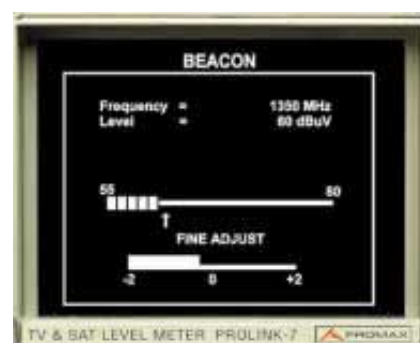 BEACON
Frequency = 1350 MHz
Level = 60 dBuV
55 80
FINE ADJUST
-2 0 +2
TV & SAT LEVEL METER PROLINK-7 PROMAX